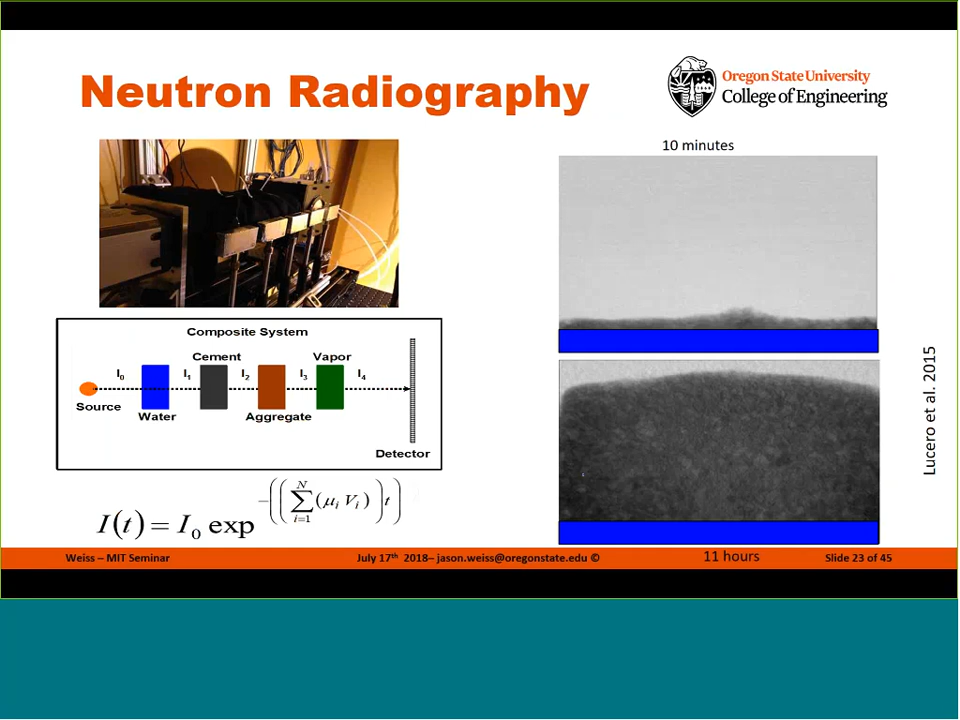 Neutron Radiography
Oregon State University
College of Engineering
10 minutes
Composite System
Cement
Vapor
I₀ I₁ I₂ I₃ I₄
Source
Water
Aggregate
Detector
I(t) = I₀ exp^{-((∑_{i=1}^{N}(μᵢ Vᵢ))t)}
Lucero et al. 2015
11 hours
Weiss – MIT Seminar
July 17ᵗʰ 2018– jason.weiss@oregonstate.edu ©
Slide 23 of 45